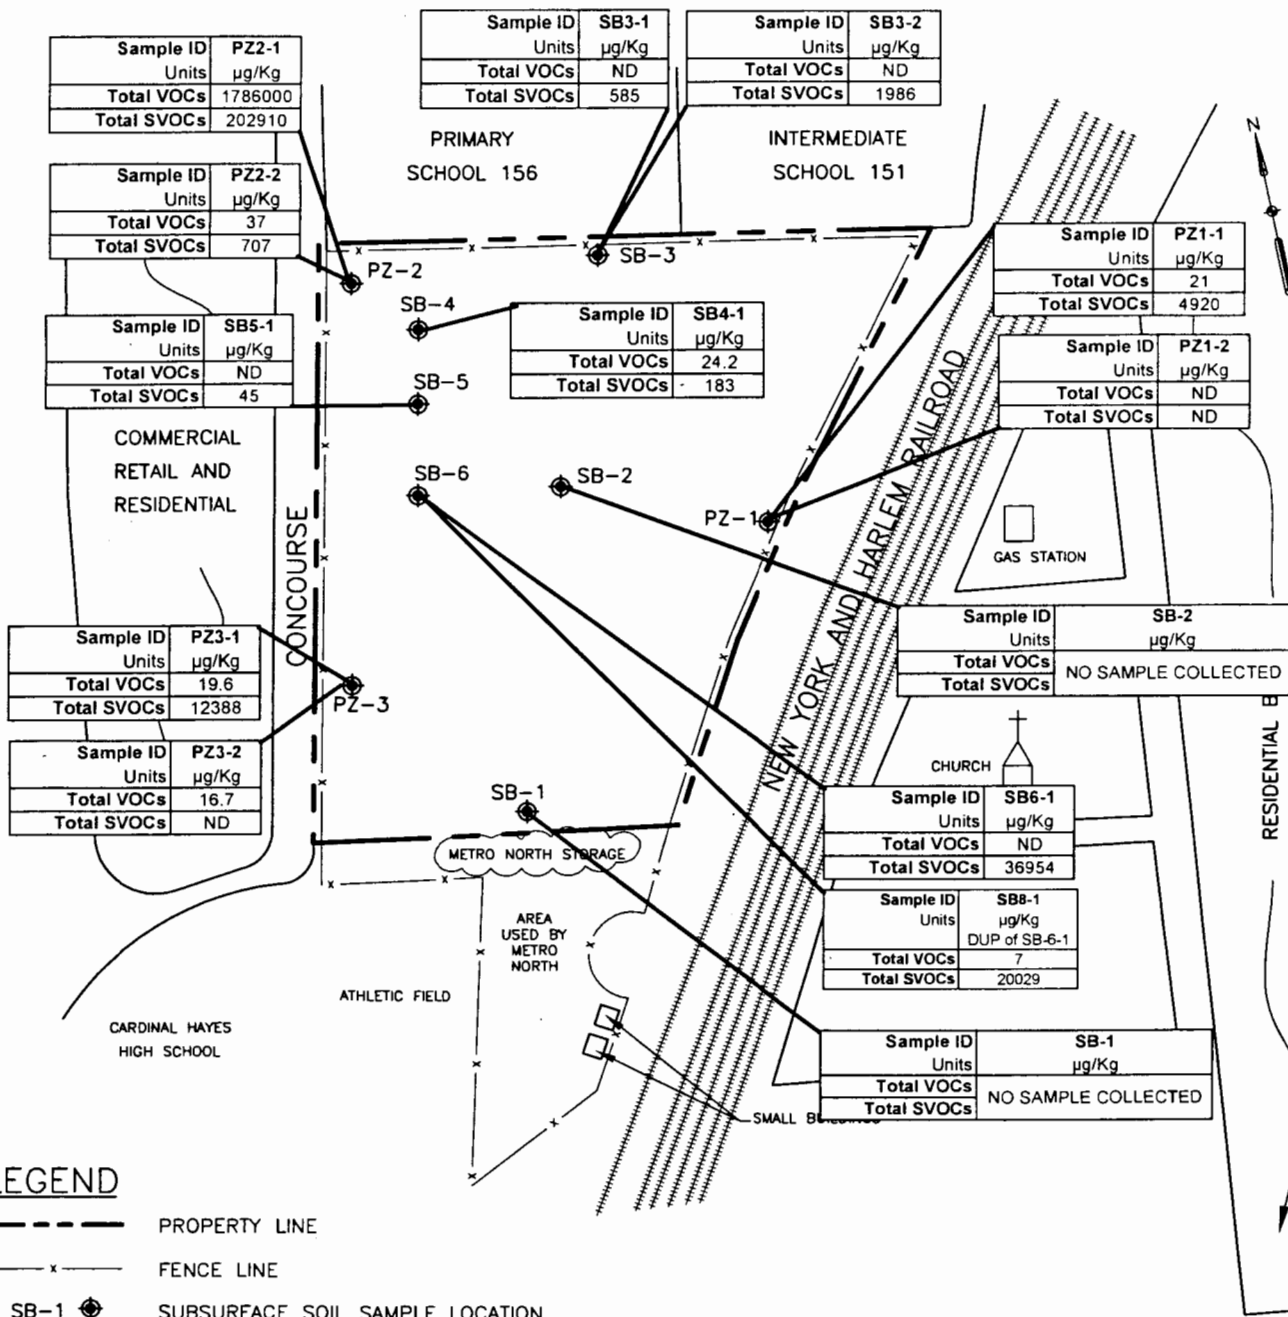 Sample ID PZ2-1
Units µg/Kg
Total VOCs 1786000
Total SVOCs 202910
Sample ID SB3-1
Units µg/Kg
Total VOCs ND
Total SVOCs 585
Sample ID SB3-2
Units µg/Kg
Total VOCs ND
Total SVOCs 1986
PRIMARY
SCHOOL 156
INTERMEDIATE
SCHOOL 151
N
Sample ID PZ2-2
Units µg/Kg
Total VOCs 37
Total SVOCs 707
PZ-2
SB-3
Sample ID PZ1-1
Units µg/Kg
Total VOCs 21
Total SVOCs 4920
SB-4
Sample ID SB4-1
Units µg/Kg
Total VOCs 24.2
Total SVOCs 183
Sample ID SB5-1
Units µg/Kg
Total VOCs ND
Total SVOCs 45
SB-5
Sample ID PZ1-2
Units µg/Kg
Total VOCs ND
Total SVOCs ND
COMMERCIAL
RETAIL AND
RESIDENTIAL
CONCOURSE
SB-6
SB-2
PZ-1
NEW YORK AND HARLEM RAILROAD
GAS STATION
Sample ID SB-2
Units µg/Kg
Total VOCs
Total SVOCs
NO SAMPLE COLLECTED
Sample ID PZ3-1
Units µg/Kg
Total VOCs 19.6
Total SVOCs 12388
PZ-3
Sample ID PZ3-2
Units µg/Kg
Total VOCs 16.7
Total SVOCs ND
RESIDENTIAL B
CHURCH
SB-1
Sample ID SB6-1
Units µg/Kg
Total VOCs ND
Total SVOCs 36954
METRO NORTH STORAGE
Sample ID SB8-1
Units µg/Kg
DUP of SB-6-1
Total VOCs 7
Total SVOCs 20029
AREA
USED BY
METRO
NORTH
ATHLETIC FIELD
CARDINAL HAYES
HIGH SCHOOL
Sample ID SB-1
Units µg/Kg
Total VOCs
Total SVOCs
NO SAMPLE COLLECTED
SMALL
LEGEND
PROPERTY LINE
FENCE LINE
SB-1 SUBSURFACE SOIL SAMPLE LOCATION